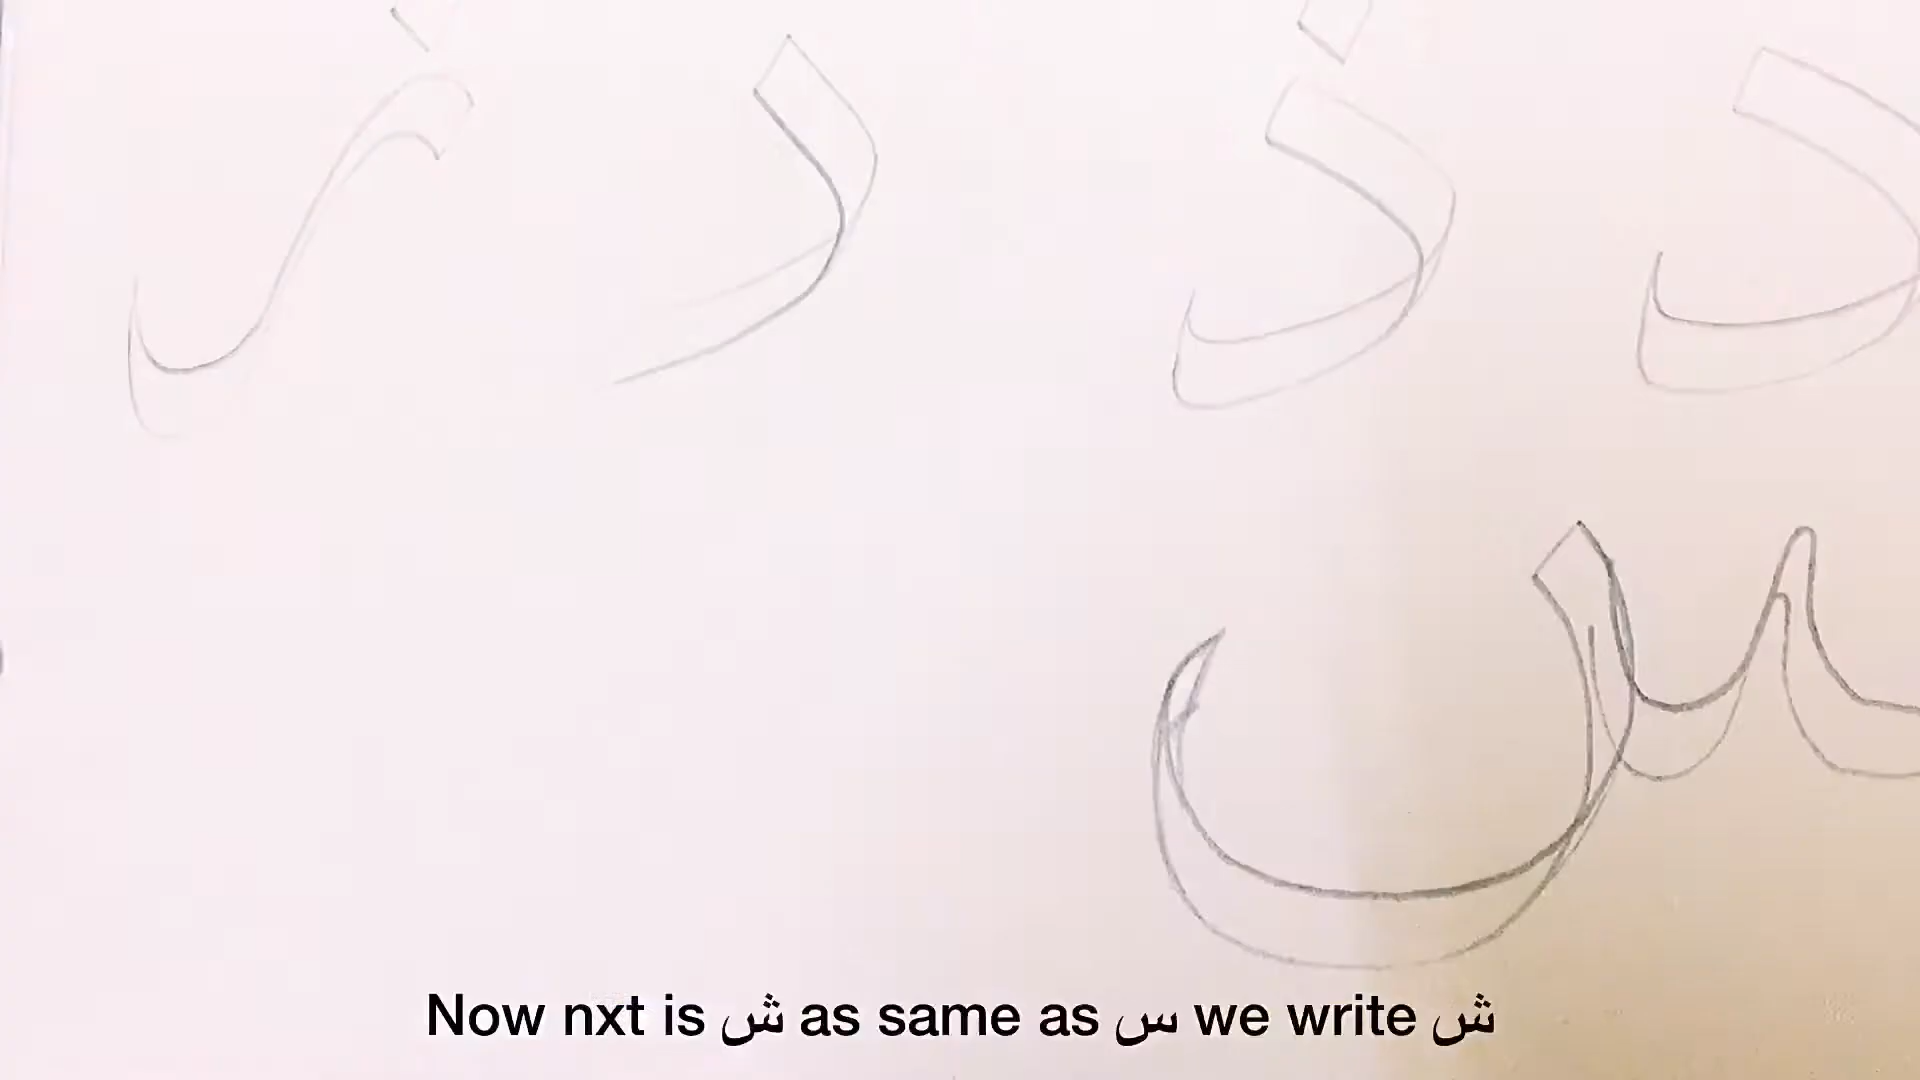 د ذ ر ز
س
Now nxt is ش as same as س we write ش